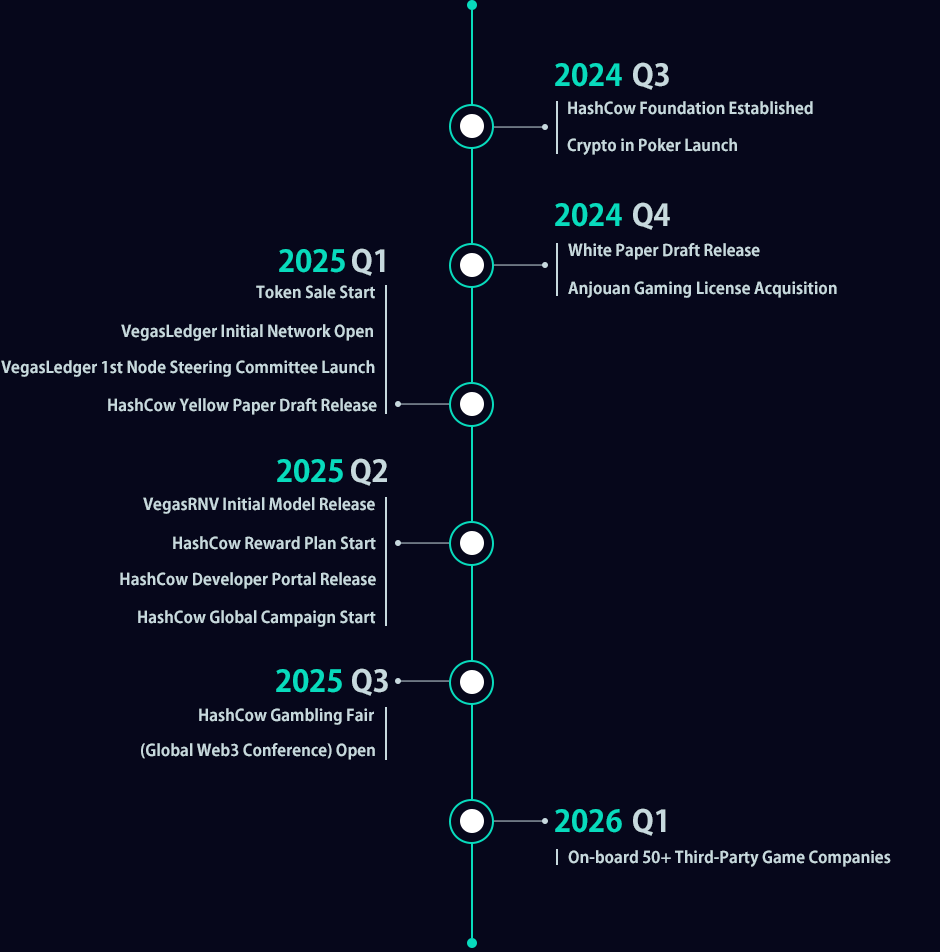 2024 Q3
HashCow Foundation Established
Crypto in Poker Launch
2024 Q4
White Paper Draft Release
Anjouan Gaming License Acquisition
2025 Q1
Token Sale Start
VegasLedger Initial Network Open
VegasLedger 1st Node Steering Committee Launch
HashCow Yellow Paper Draft Release
2025 Q2
VegasRNV Initial Model Release
HashCow Reward Plan Start
HashCow Developer Portal Release
HashCow Global Campaign Start
2025 Q3
HashCow Gambling Fair
(Global Web3 Conference) Open
2026 Q1
On-board 50+ Third-Party Game Companies